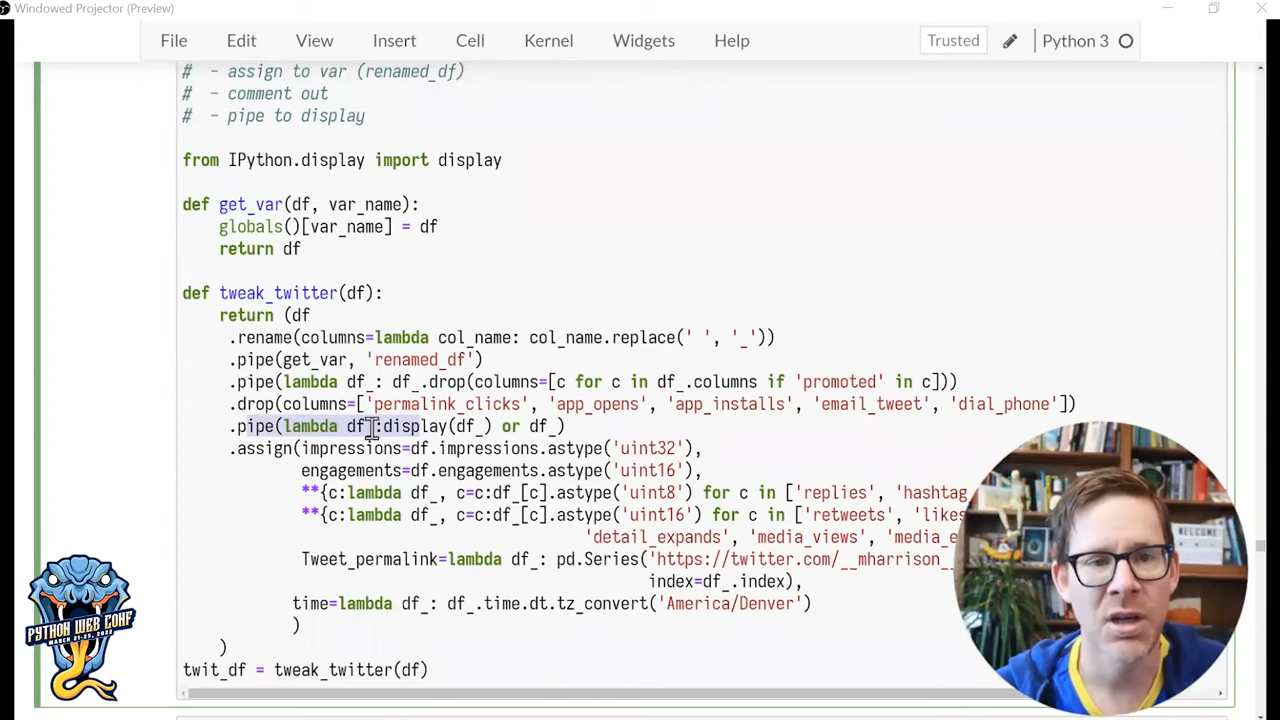 Windowed Projector (Preview)
File Edit View Insert Cell Kernel Widgets Help Trusted Python 3
# - assign to var (renamed_df)
# - comment out
# - pipe to display
from IPython.display import display
def get_var(df, var_name):
globals()[var_name] = df
return df
def tweak_twitter(df):
return (df
.rename(columns=lambda col_name: col_name.replace(' ', '_'))
.pipe(get_var, 'renamed_df')
.pipe(lambda df_: df_.drop(columns=[c for c in df_.columns if 'promoted' in c]))
.drop(columns=['permalink_clicks', 'app_opens', 'app_installs', 'email_tweet', 'dial_phone'])
.pipe(lambda df_:display(df_) or df_)
.assign(impressions=df.impressions.astype('uint32'),
engagements=df.engagements.astype('uint16'),
**{c:lambda df_, c=c:df_[c].astype('uint8') for c in ['replies', 'hashtag
**{c:lambda df_, c=c:df_[c].astype('uint16') for c in ['retweets', 'likes
'detail_expands', 'media_views', 'media_e
Tweet_permalink=lambda df_: pd.Series('https://twitter.com/__mharrison__
index=df_.index),
time=lambda df_: df_.time.dt.tz_convert('America/Denver')
)
)
twit_df = tweak_twitter(df)
WELCOME
PYTHON WEB CONF
MARCH 21-25, 2022